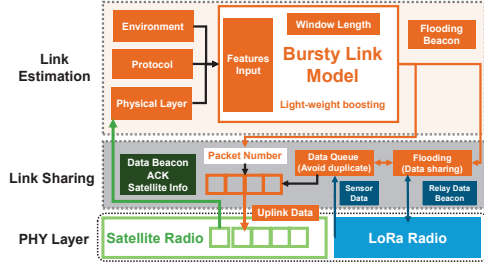 Link
Estimation
Environment
Protocol
Physical Layer
Features
Input
Window Length
Bursty Link
Model
Light-weight boosting
Flooding
Beacon
Link Sharing
Data Beacon
ACK
Satellite Info
Packet Number
Data Queue
(Avoid duplicate)
Flooding
(Data sharing)
Sensor
Data
Relay Data
Beacon
Uplink Data
PHY Layer
Satellite Radio
LoRa Radio